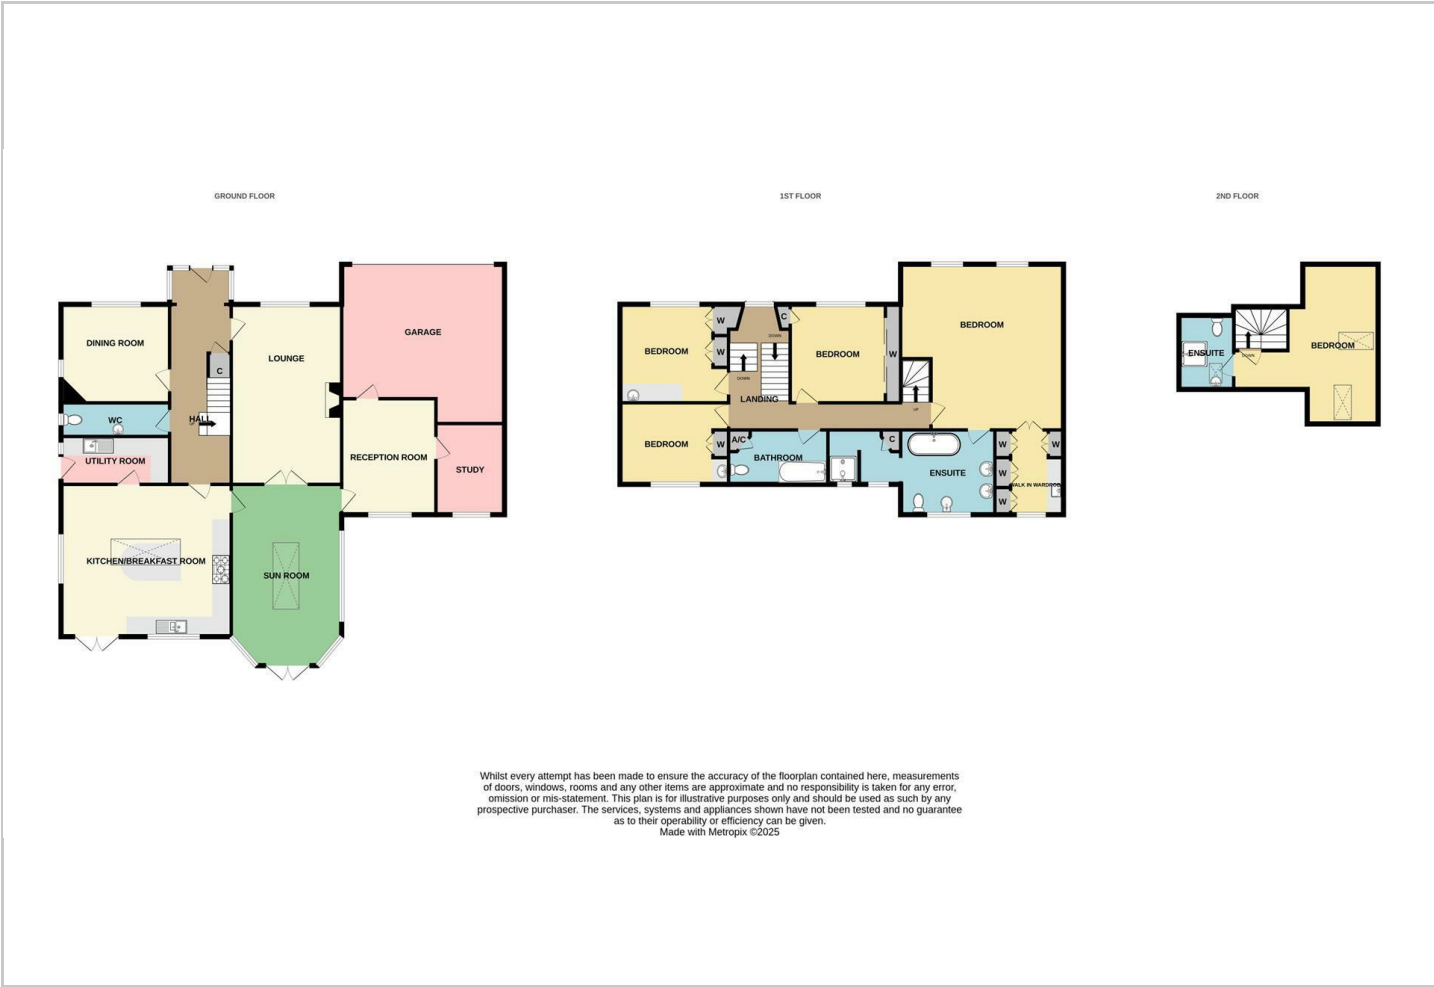 GROUND FLOOR
1ST FLOOR
2ND FLOOR
DINING ROOM
LOUNGE
GARAGE
C
WC
HALL
UP
UTILITY ROOM
RECEPTION ROOM
STUDY
KITCHEN/BREAKFAST ROOM
SUN ROOM
BEDROOM
W
W
DOWN
DOWN
C
BEDROOM
W
BEDROOM
LANDING
UP
BEDROOM
W
A/C
BATHROOM
C
ENSUITE
W
W
W
W
WALK IN WARDROBE
ENSUITE
DOWN
BEDROOM
Whilst every attempt has been made to ensure the accuracy of the floorplan contained here, measurements
of doors, windows, rooms and any other items are approximate and no responsibility is taken for any error,
omission or mis-statement. This plan is for illustrative purposes only and should be used as such by any
prospective purchaser. The services, systems and appliances shown have not been tested and no guarantee
as to their operability or efficiency can be given.
Made with Metropix ©2025